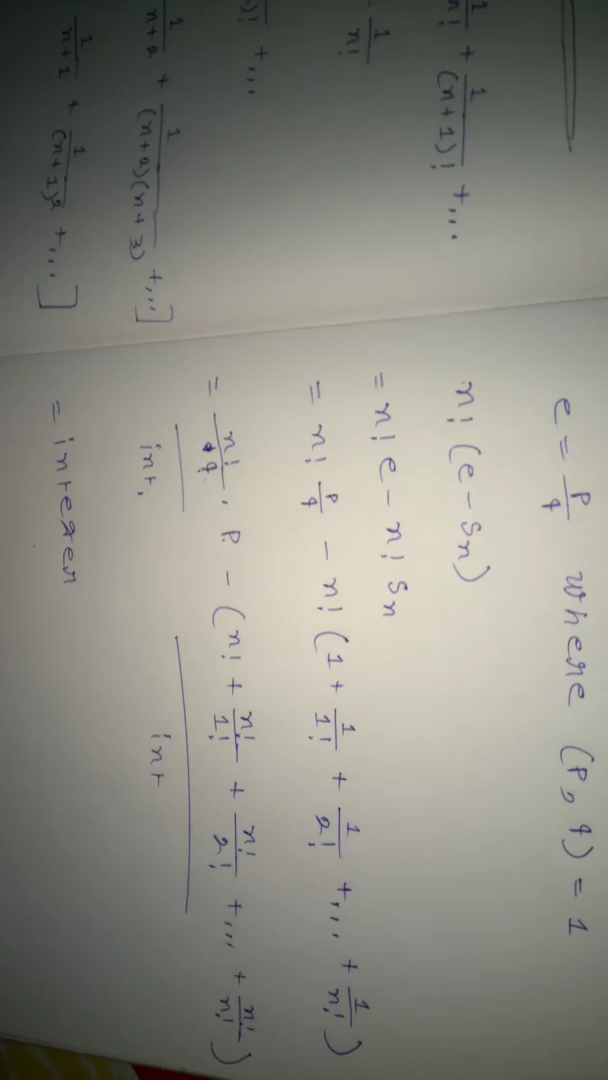 1/n! + 1/(n+1)! + ...
1/n!
)! + ...
1/(n+2) + 1/((n+2)(n+3)) + ...]
1/(n+1) + 1/(n+1)^2 + ...]
e = p/q where (p, q) = 1
n! (e - Sn)
= n! e - n! Sn
= n! p/q - n! (1 + 1/1! + 1/2! + ... + 1/n!)
= n!/q . p - (n! + n!/1! + n!/2! + ... + n!/n!)
int. int
= integer